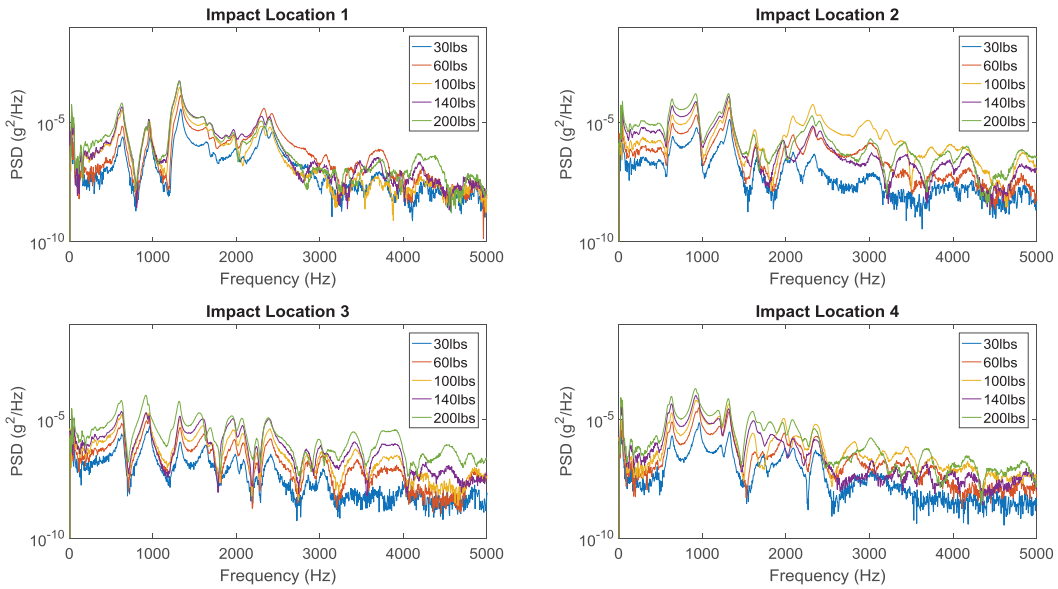 Impact Location 1
PSD (g²/Hz)
10⁻⁵
10⁻¹⁰
0 1000 2000 3000 4000 5000
Frequency (Hz)
30lbs
60lbs
100lbs
140lbs
200lbs
Impact Location 2
PSD (g²/Hz)
10⁻⁵
10⁻¹⁰
0 1000 2000 3000 4000 5000
Frequency (Hz)
30lbs
60lbs
100lbs
140lbs
200lbs
Impact Location 3
PSD (g²/Hz)
10⁻⁵
10⁻¹⁰
0 1000 2000 3000 4000 5000
Frequency (Hz)
30lbs
60lbs
100lbs
140lbs
200lbs
Impact Location 4
PSD (g²/Hz)
10⁻⁵
10⁻¹⁰
0 1000 2000 3000 4000 5000
Frequency (Hz)
30lbs
60lbs
100lbs
140lbs
200lbs